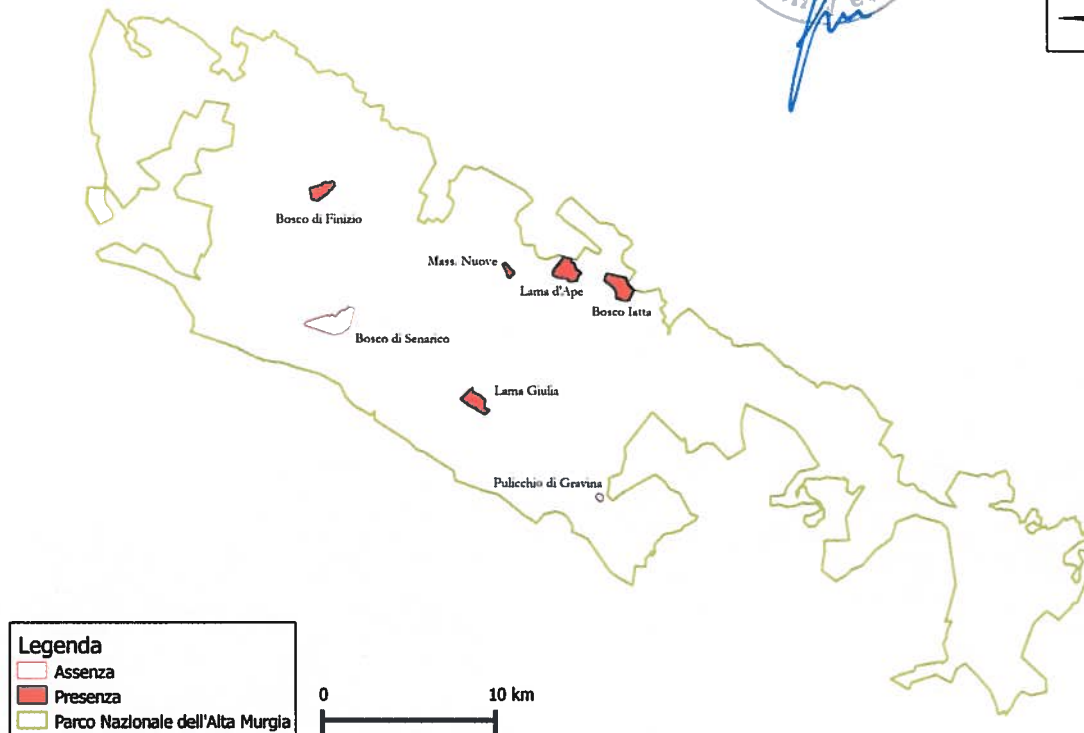 Bosco di Finizio
Mass. Nuove
Lama d'Ape
Bosco Iatta
Bosco di Senarico
Lama Giulia
Pulicchio di Gravina
Legenda
Assenza
Presenza
Parco Nazionale dell'Alta Murgia
0 10 km